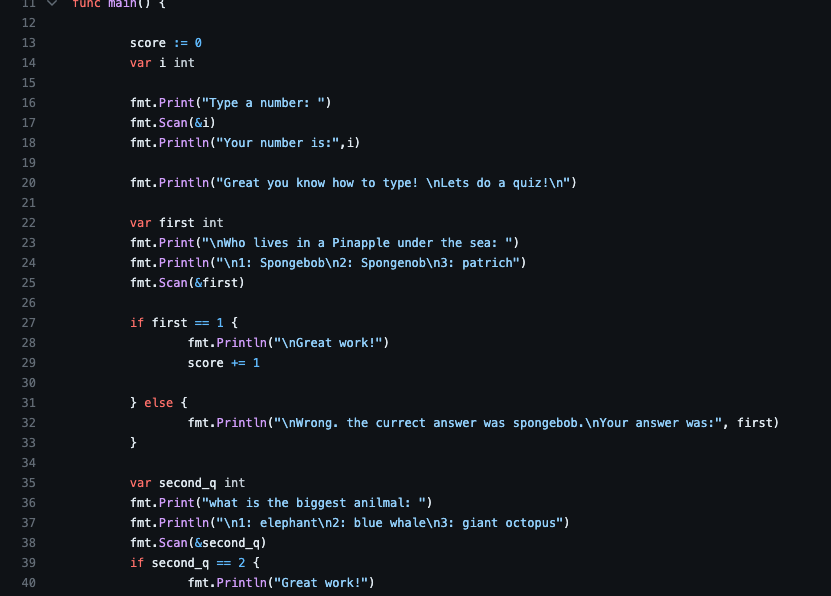 11 func main() {
12
13 score := 0
14 var i int
15
16 fmt.Print("Type a number: ")
17 fmt.Scan(&i)
18 fmt.Println("Your number is:",i)
19
20 fmt.Println("Great you know how to type! \nLets do a quiz!\n")
21
22 var first int
23 fmt.Print("\nWho lives in a Pinapple under the sea: ")
24 fmt.Println("\n1: Spongebob\n2: Spongenob\n3: patrich")
25 fmt.Scan(&first)
26
27 if first == 1 {
28 fmt.Println("\nGreat work!")
29 score += 1
30
31 } else {
32 fmt.Println("\nWrong. the currect answer was spongebob.\nYour answer was:", first)
33 }
34
35 var second_q int
36 fmt.Print("what is the biggest anilmal: ")
37 fmt.Println("\n1: elephant\n2: blue whale\n3: giant octopus")
38 fmt.Scan(&second_q)
39 if second_q == 2 {
40 fmt.Println("Great work!")